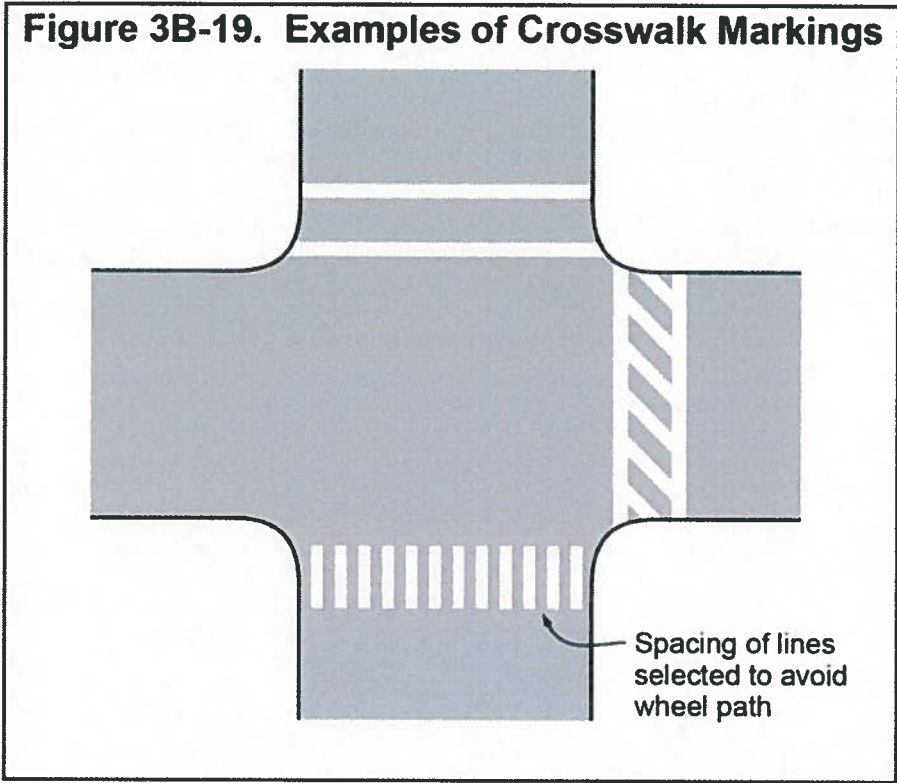 Figure 3B-19. Examples of Crosswalk Markings
Spacing of lines
selected to avoid
wheel path